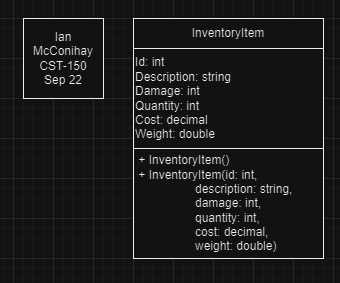 Ian
McConihay
CST-150
Sep 22
InventoryItem
Id: int
Description: string
Damage: int
Quantity: int
Cost: decimal
Weight: double
+ InventoryItem()
+ InventoryItem(id: int,
description: string,
damage: int,
quantity: int,
cost: decimal,
weight: double)